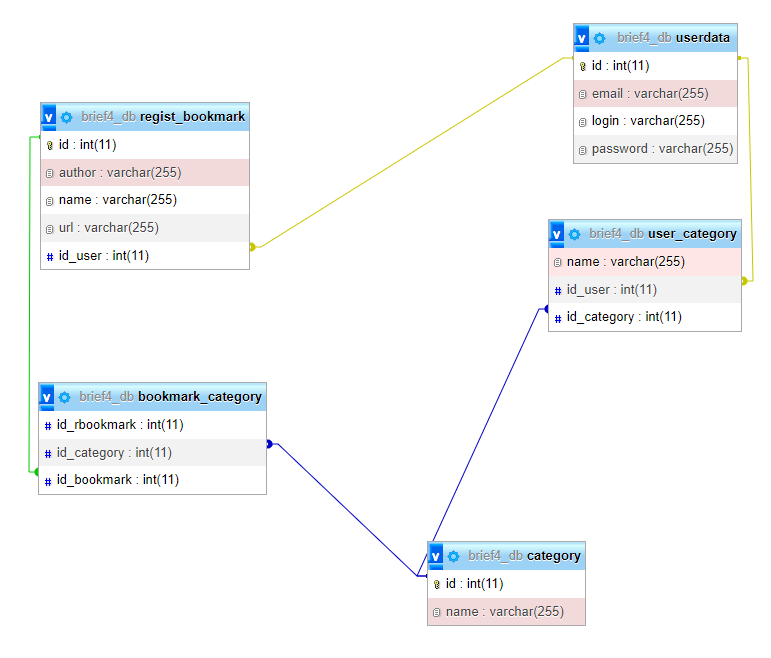 v brief4_db userdata
id : int(11)
email : varchar(255)
login : varchar(255)
password : varchar(255)
v brief4_db regist_bookmark
id : int(11)
author : varchar(255)
name : varchar(255)
url : varchar(255)
# id_user : int(11)
v brief4_db user_category
name : varchar(255)
# id_user : int(11)
# id_category : int(11)
v brief4_db bookmark_category
# id_rbookmark : int(11)
# id_category : int(11)
# id_bookmark : int(11)
v brief4_db category
id : int(11)
name : varchar(255)